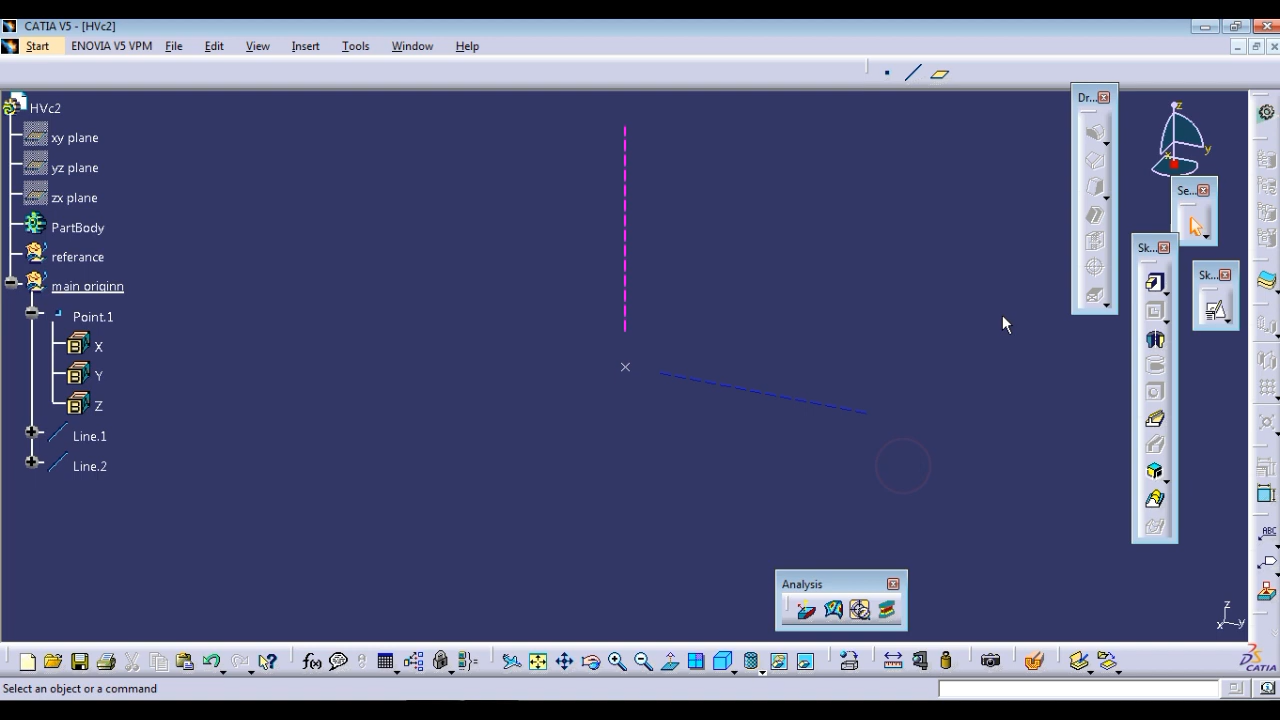 CATIA V5 - [HVc2]
Start ENOVIA V5 VPM File Edit View Insert Tools Window Help
Dr...
HVc2
xy plane
yz plane
zx plane
PartBody
referance
main originn
Point.1
X
Y
Z
Line.1
Line.2
z
y
x
Se...
Sk...
Sk...
Analysis
ABC
z
x y
f(x)
CATIA
Select an object or a command